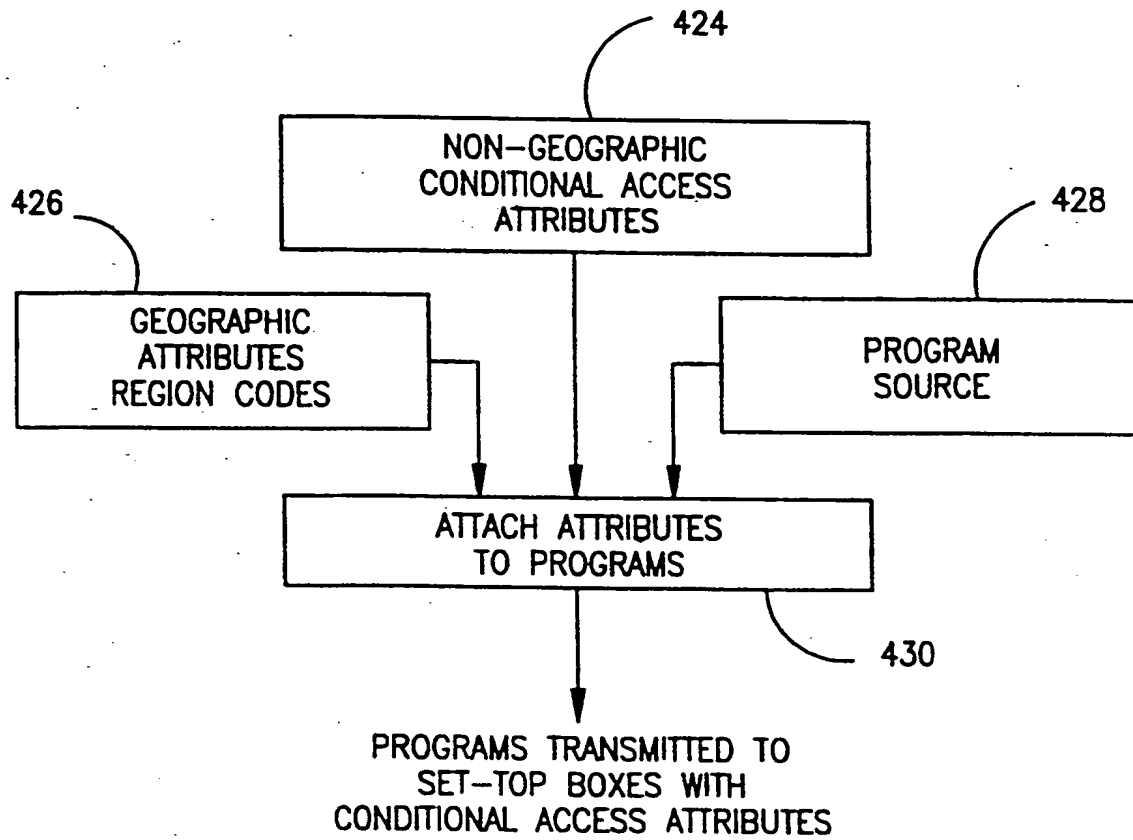 424
NON-GEOGRAPHIC
CONDITIONAL ACCESS
ATTRIBUTES
426
428
GEOGRAPHIC
ATTRIBUTES
REGION CODES
PROGRAM
SOURCE
ATTACH ATTRIBUTES
TO PROGRAMS
430
PROGRAMS TRANSMITTED TO
SET-TOP BOXES WITH
CONDITIONAL ACCESS ATTRIBUTES